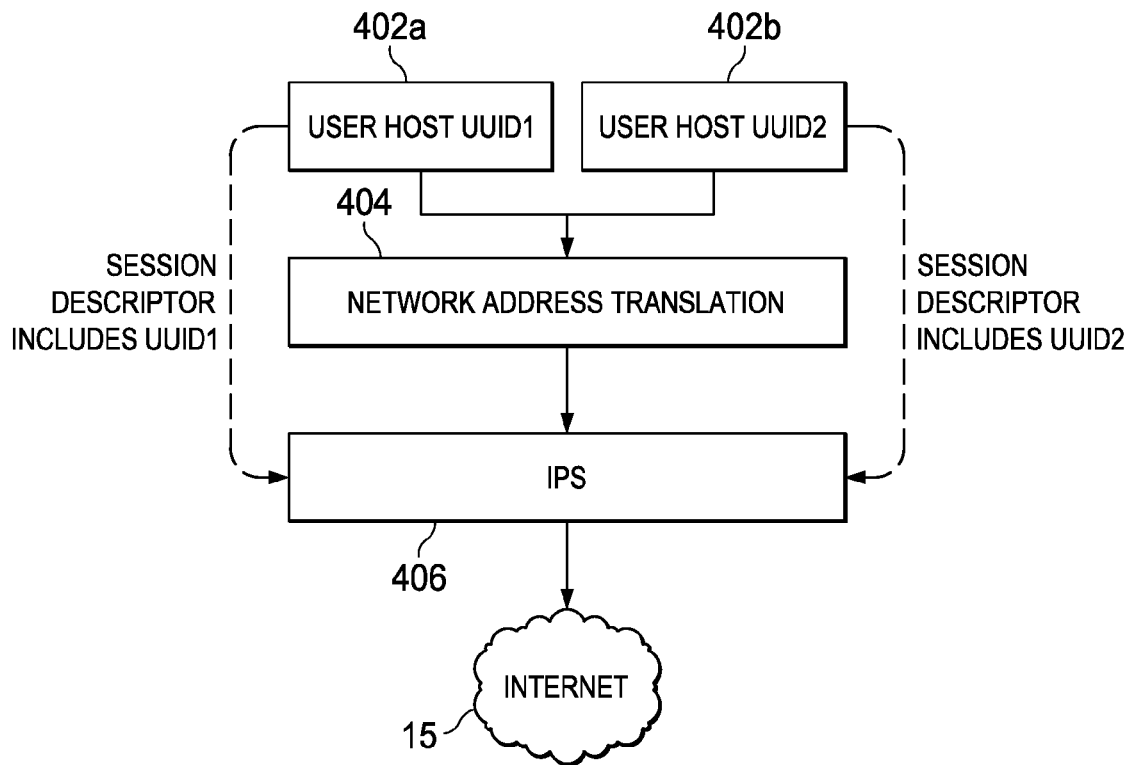 402a
402b
USER HOST UUID1
USER HOST UUID2
404
SESSION
DESCRIPTOR
INCLUDES UUID1
NETWORK ADDRESS TRANSLATION
SESSION
DESCRIPTOR
INCLUDES UUID2
IPS
406
INTERNET
15